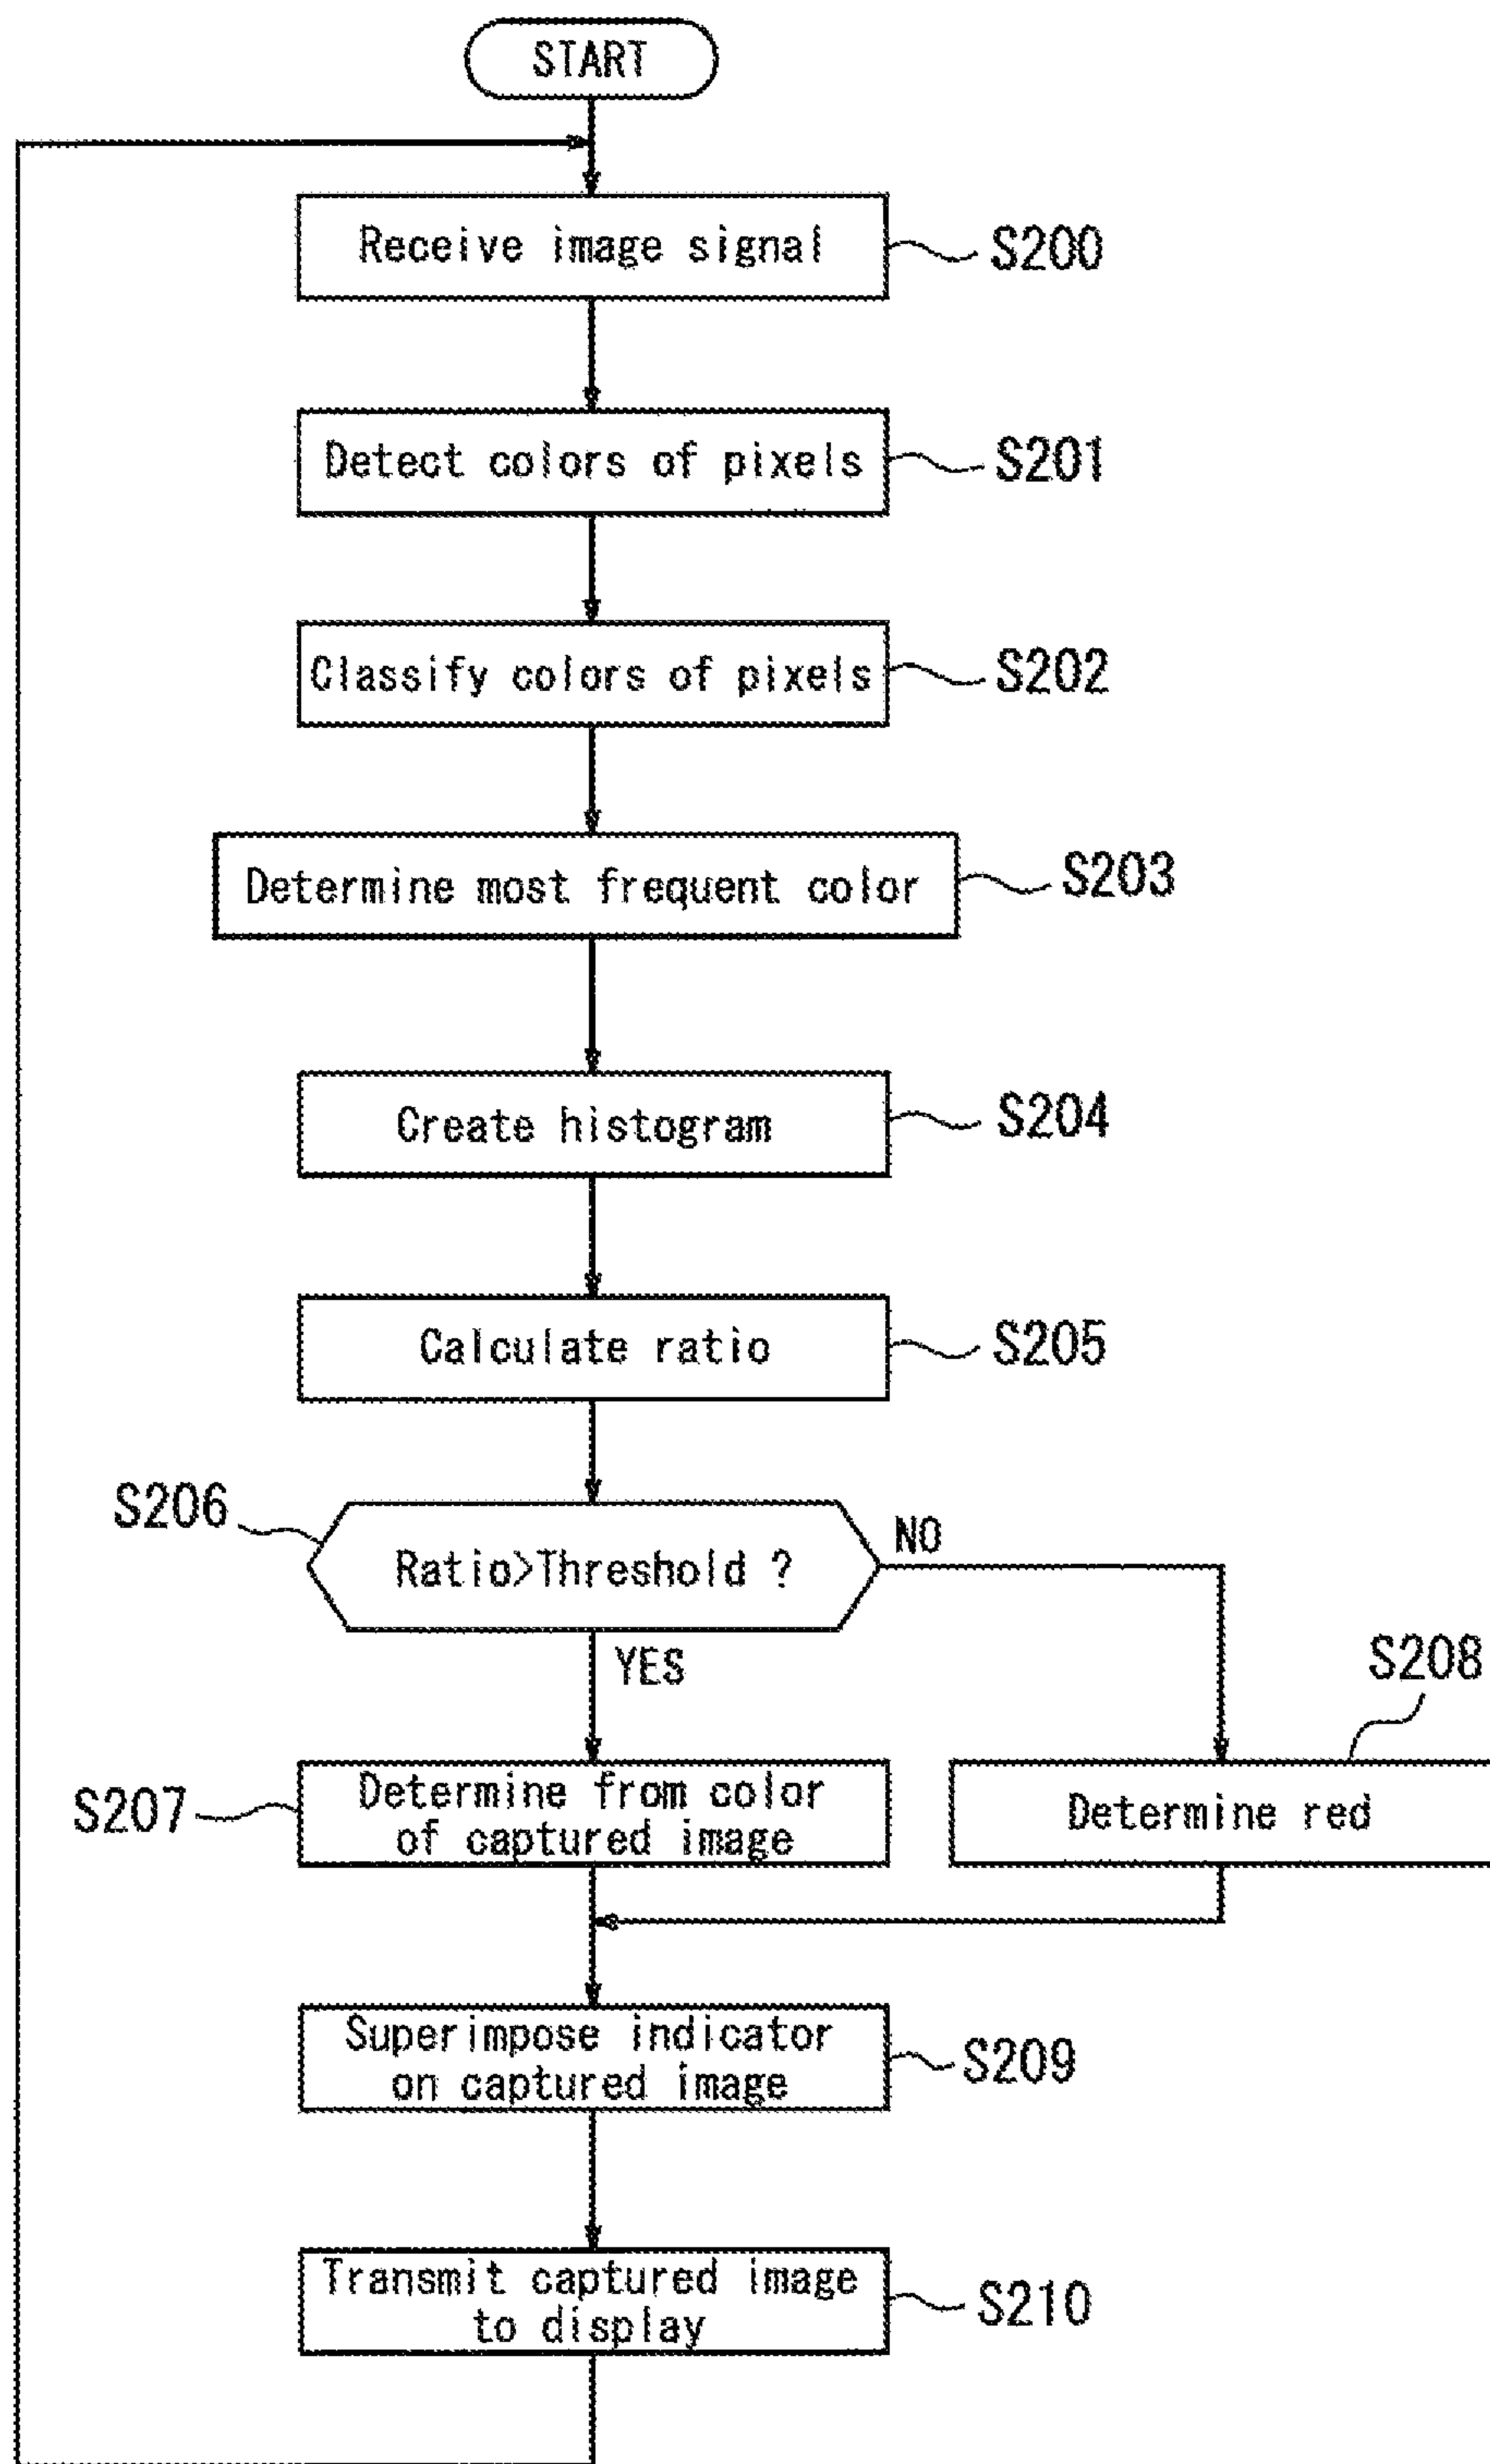 START
Receive image signal
S200
Detect colors of pixels
S201
Classify colors of pixels
S202
Determine most frequent color
S203
Create histogram
S204
Calculate ratio
S205
S206
Ratio>Threshold ?
NO
YES
S208
S207
Determine from color
of captured image
Determine red
Superimpose indicator
on captured image
S209
Transmit captured image
to display
S210